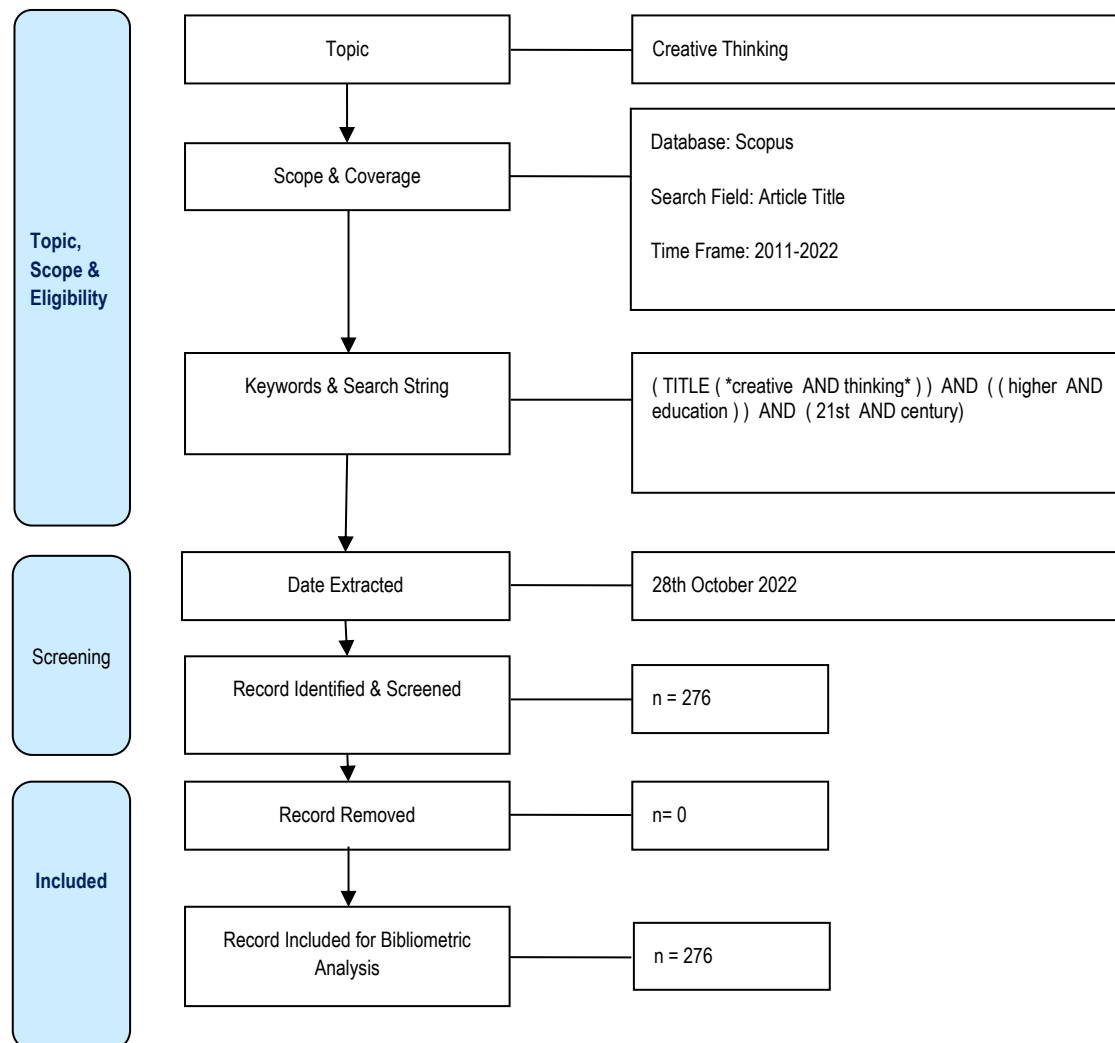 Topic
Creative Thinking
Topic,
Scope &
Eligibility
Scope & Coverage
Database: Scopus
Search Field: Article Title
Time Frame: 2011-2022
Keywords & Search String
( TITLE ( *creative AND thinking* ) ) AND ( ( higher AND
education ) ) AND ( 21st AND century)
Screening
Date Extracted
28th October 2022
Record Identified & Screened
n = 276
Included
Record Removed
n= 0
Record Included for Bibliometric
Analysis
n = 276